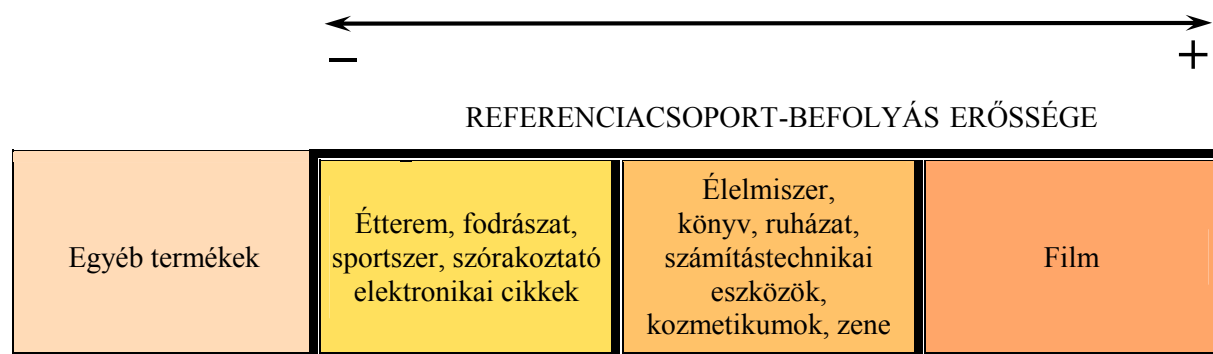 – +
REFERENCIACSOPORT-BEFOLYÁS ERŐSSÉGE
Egyéb termékek
Étterem, fodrászat,
sportszer, szórakoztató
elektronikai cikkek
Élelmiszer,
könyv, ruházat,
számítástechnikai
eszközök,
kozmetikumok, zene
Film